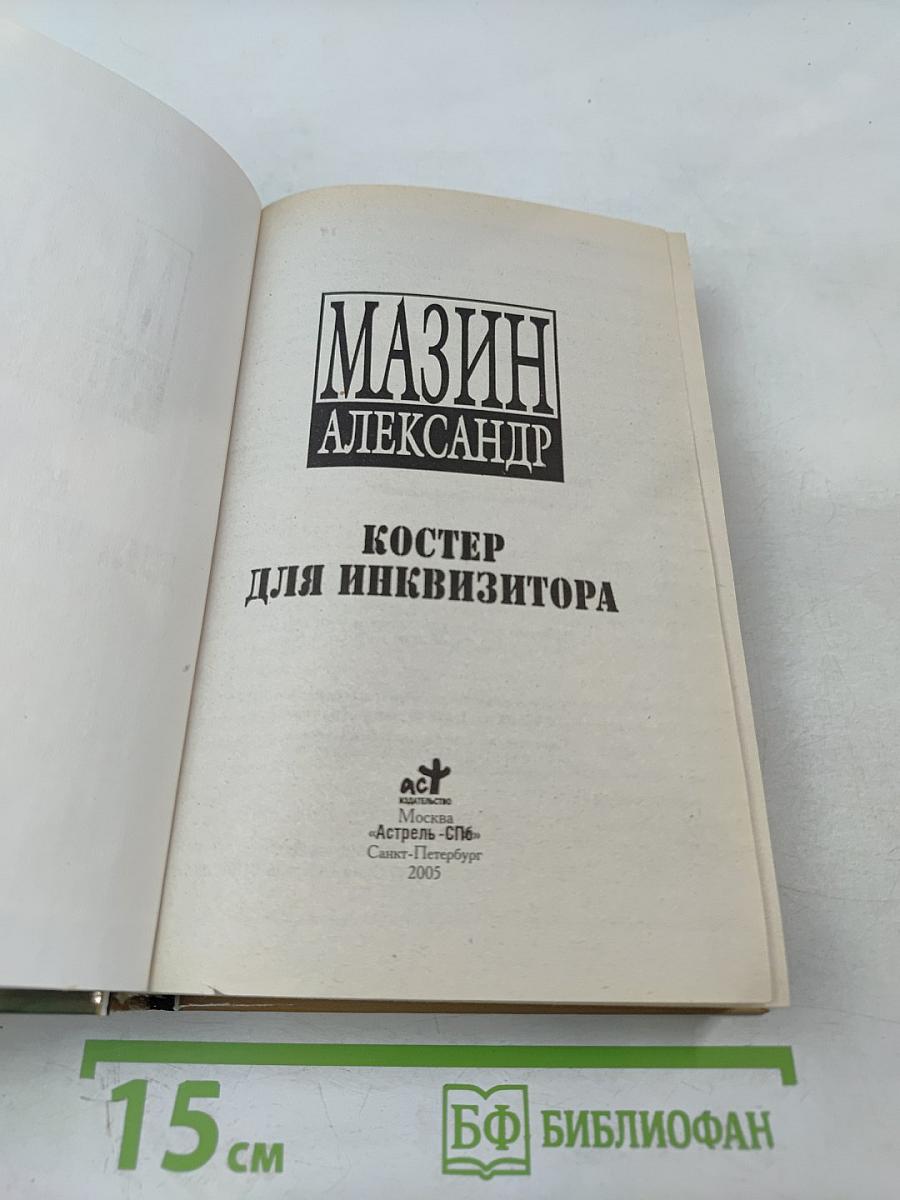 МАЗИН
АЛЕКСАНДР
КОСТЕР
ДЛЯ ИНКВИЗИТОРА
аст
ИЗДАТЕЛЬСТВО
Москва
«Астрель-СПб»
Санкт-Петербург
2005
15 см
БФ БИБЛИОФАН